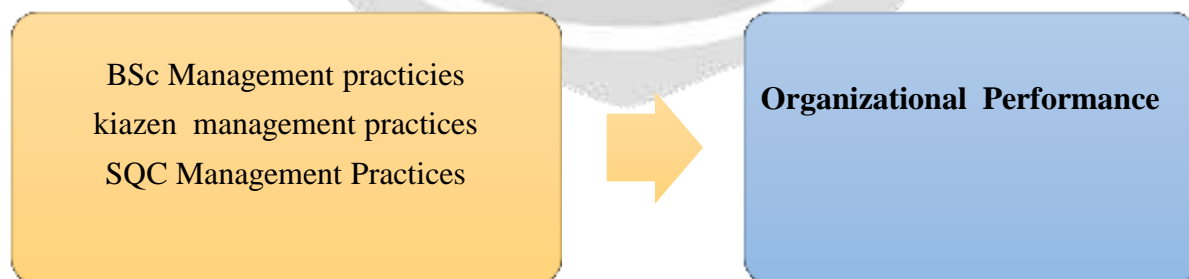 BSc Management practicies
kiazen management practices
SQC Management Practices
Organizational Performance